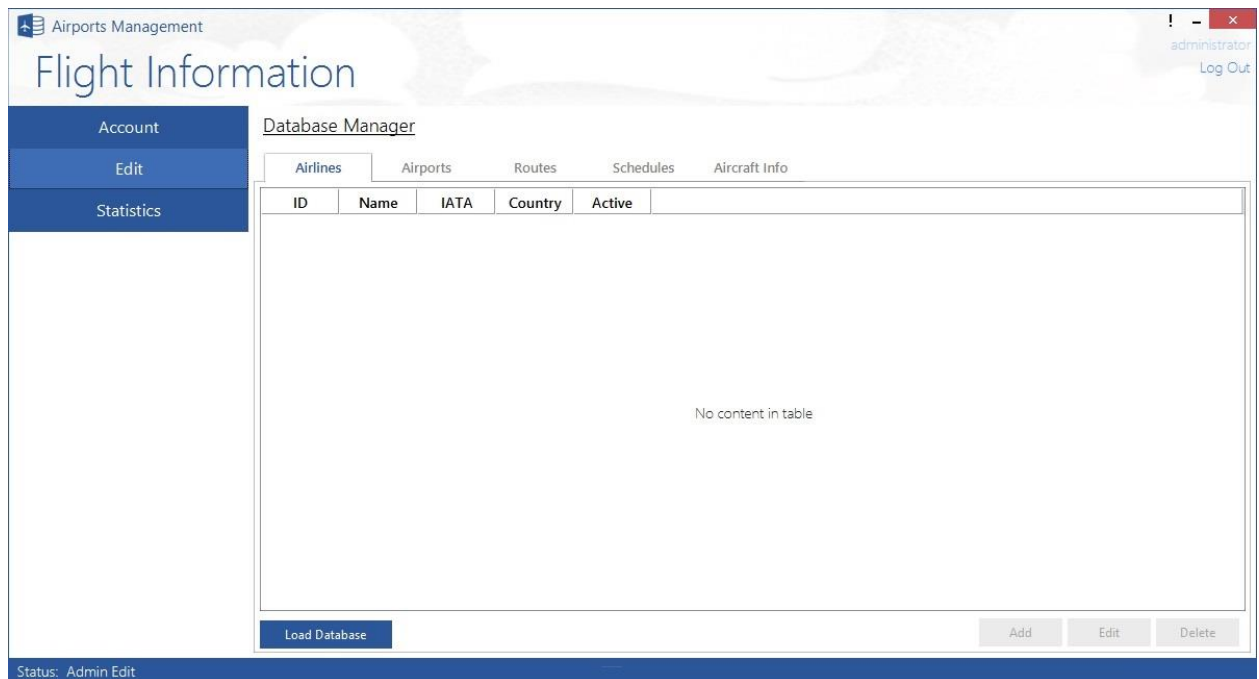 Airports Management
! - ×
administrator
Flight Information
Log Out
Account
Edit
Statistics
Database Manager
Airlines Airports Routes Schedules Aircraft Info
ID Name IATA Country Active
No content in table
Load Database Add Edit Delete
Status: Admin Edit